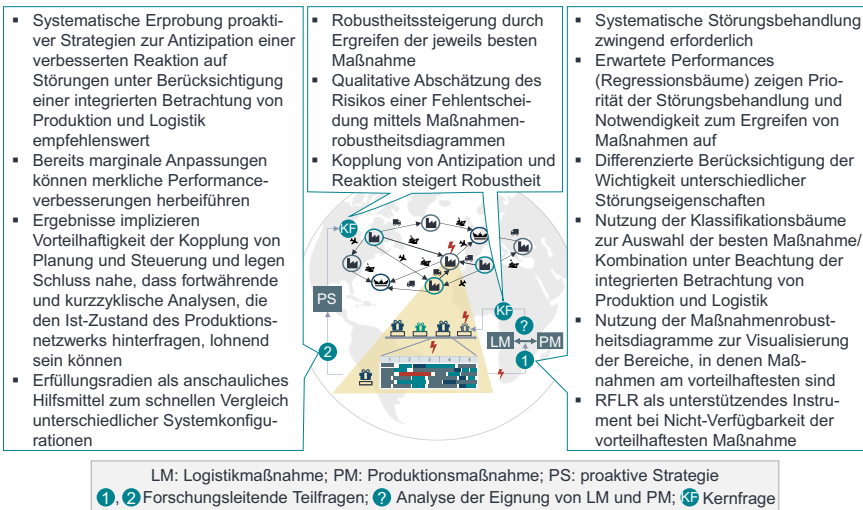 ▪ Systematische Erprobung proakti-
ver Strategien zur Antizipation einer
verbesserten Reaktion auf
Störungen unter Berücksichtigung
einer integrierten Betrachtung von
Produktion und Logistik
empfehlenswert
▪ Bereits marginale Anpassungen
können merkliche Performance-
verbesserungen herbeiführen
▪ Ergebnisse implizieren
Vorteilhaftigkeit der Kopplung von
Planung und Steuerung und legen
Schluss nahe, dass fortwährende
und kurzzyklische Analysen, die
den Ist-Zustand des Produktions-
netzwerks hinterfragen, lohnend
sein können
▪ Erfüllungsradien als anschauliches
Hilfsmittel zum schnellen Vergleich
unterschiedlicher Systemkonfigu-
rationen
▪ Robustheitssteigerung durch
Ergreifen der jeweils besten
Maßnahme
▪ Qualitative Abschätzung des
Risikos einer Fehlentschei-
dung mittels Maßnahmen-
robustheitsdiagrammen
▪ Kopplung von Antizipation und
Reaktion steigert Robustheit
▪ Systematische Störungsbehandlung
zwingend erforderlich
▪ Erwartete Performances
(Regressionsbäume) zeigen Prio-
rität der Störungsbehandlung und
Notwendigkeit zum Ergreifen von
Maßnahmen auf
▪ Differenzierte Berücksichtigung der
Wichtigkeit unterschiedlicher
Störungseigenschaften
▪ Nutzung der Klassifikationsbäume
zur Auswahl der besten Maßnahme/
Kombination unter Beachtung der
integrierten Betrachtung von
Produktion und Logistik
▪ Nutzung der Maßnahmenrobust-
heitsdiagramme zur Visualisierung
der Bereiche, in denen Maß-
nahmen am vorteilhaftesten sind
▪ RFLR als unterstützendes Instru-
ment bei Nicht-Verfügbarkeit der
vorteilhaftesten Maßnahme
KF
PS
KF
?
LM PM
2
1
1 2 3 4 5
LM: Logistikmaßnahme; PM: Produktionsmaßnahme; PS: proaktive Strategie
1, 2 Forschungsleitende Teilfragen; ? Analyse der Eignung von LM und PM; KF Kernfrage